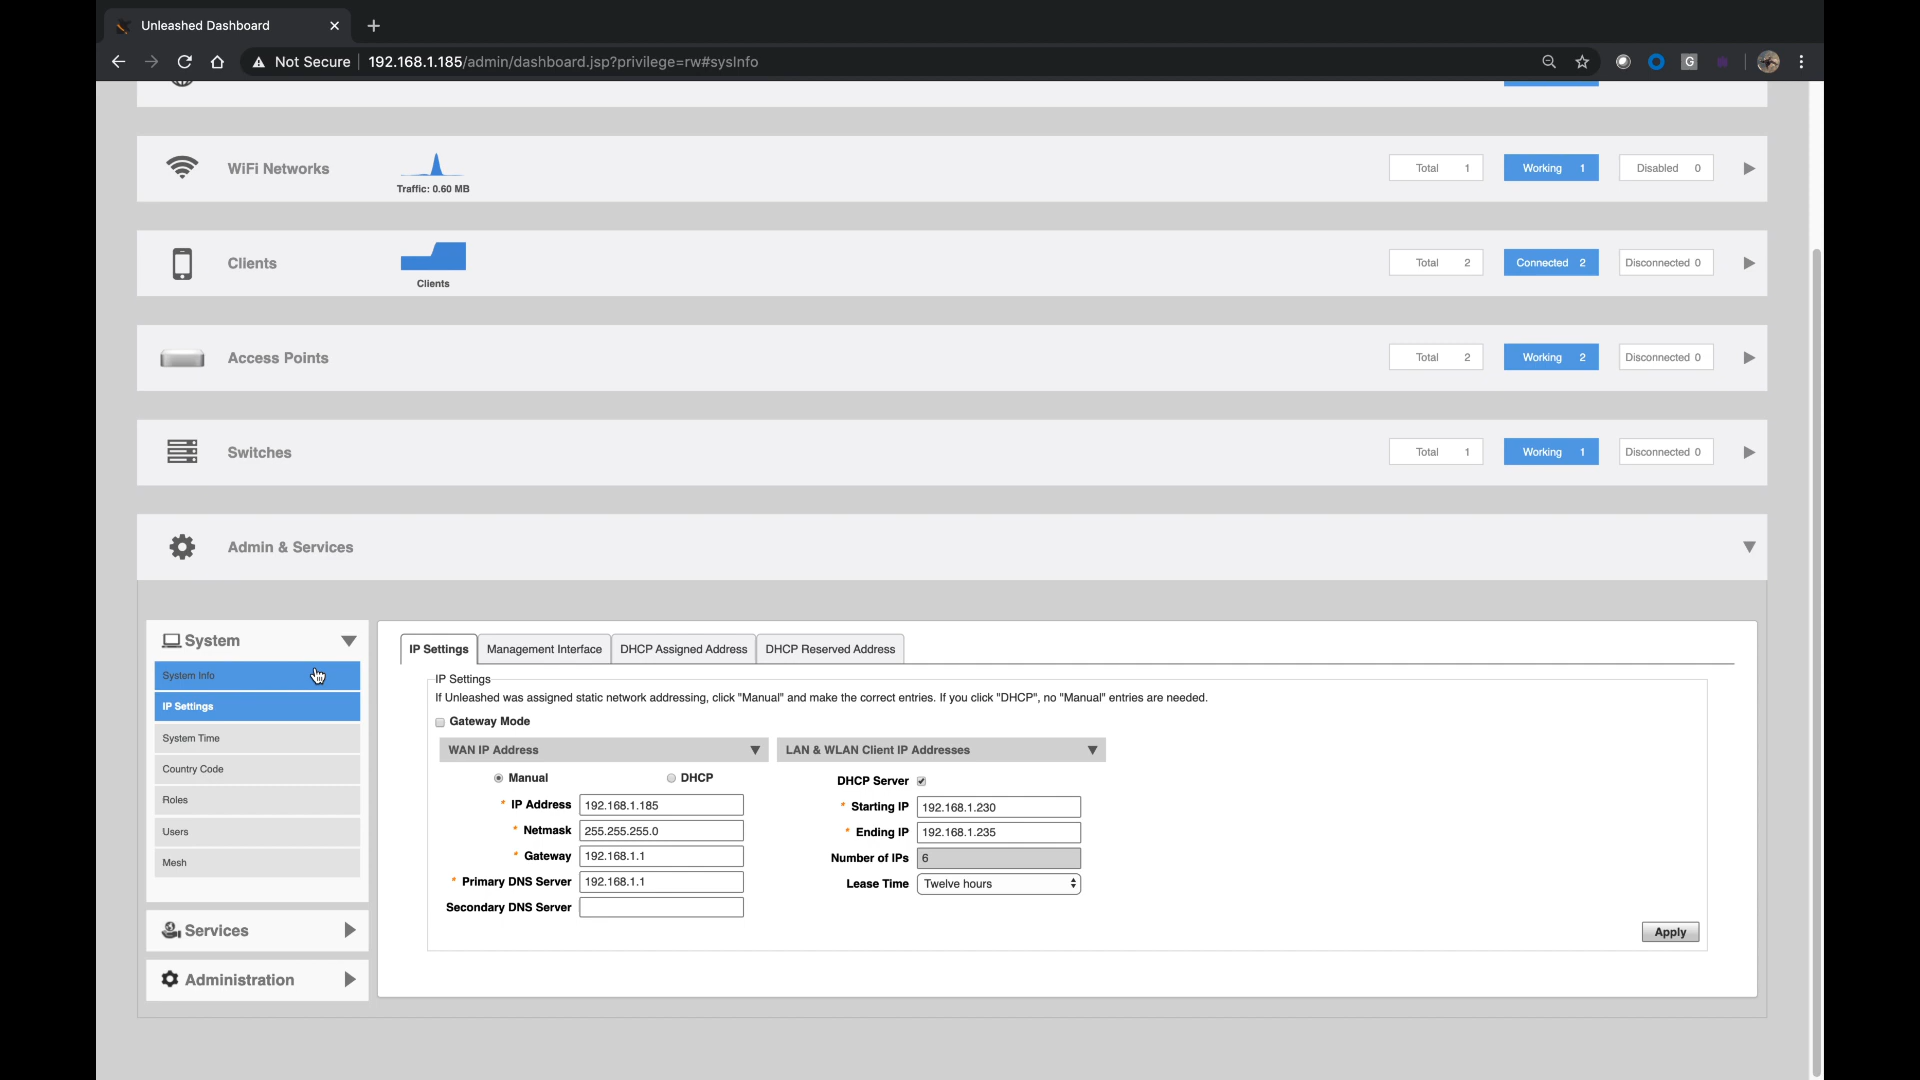 Unleashed Dashboard
Not Secure 192.168.1.185/admin/dashboard.jsp?privilege=rw#sysInfo
G
WiFi Networks
Traffic: 0.60 MB
Total 1 Working 1 Disabled 0
Clients
Clients
Total 2 Connected 2 Disconnected 0
Access Points
Total 2 Working 2 Disconnected 0
Switches
Total 1 Working 1 Disconnected 0
Admin & Services
System
System Info
IP Settings
System Time
Country Code
Roles
Users
Mesh
Services
Administration
IP Settings Management Interface DHCP Assigned Address DHCP Reserved Address
IP Settings
If Unleashed was assigned static network addressing, click "Manual" and make the correct entries. If you click "DHCP", no "Manual" entries are needed.
Gateway Mode
WAN IP Address
Manual DHCP
* IP Address 192.168.1.185
* Netmask 255.255.255.0
* Gateway 192.168.1.1
* Primary DNS Server 192.168.1.1
Secondary DNS Server
LAN & WLAN Client IP Addresses
DHCP Server
* Starting IP 192.168.1.230
* Ending IP 192.168.1.235
Number of IPs 6
Lease Time Twelve hours
Apply